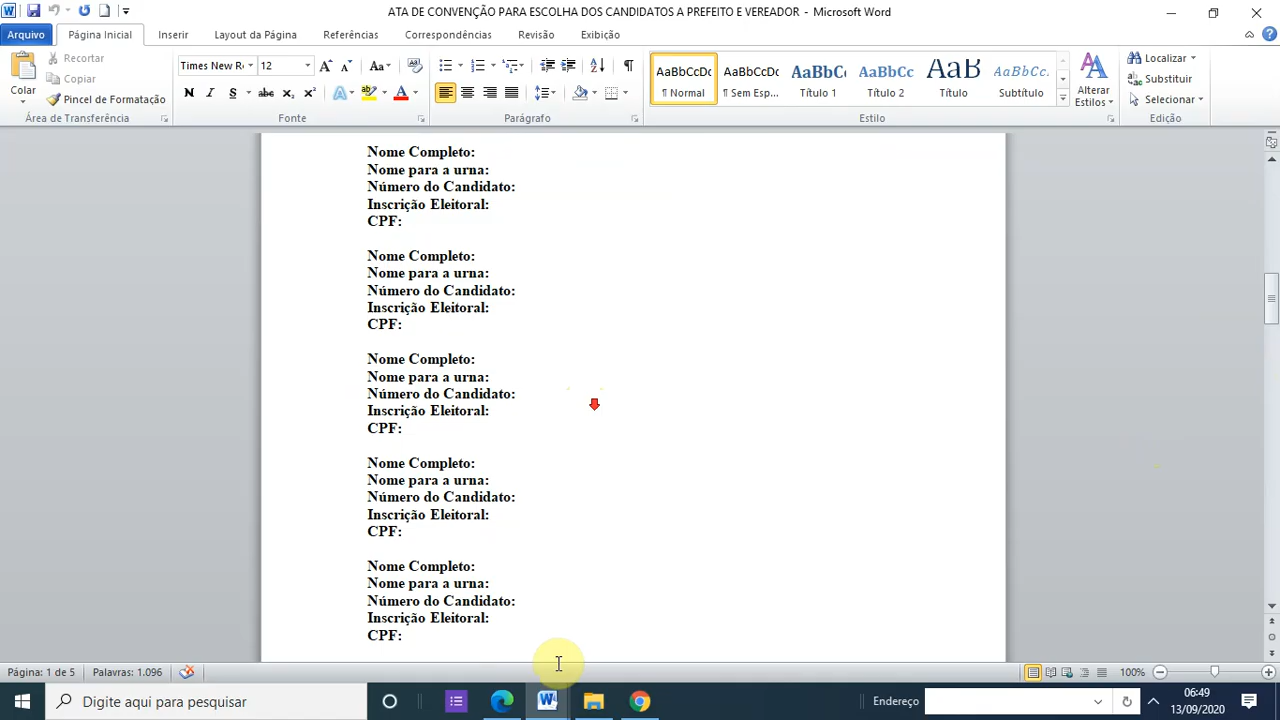 ATA DE CONVENÇÃO PARA ESCOLHA DOS CANDIDATOS A PREFEITO E VEREADOR - Microsoft Word
Arquivo Página Inicial Inserir Layout da Página Referências Correspondências Revisão Exibição
Colar
Recortar
Copiar
Pincel de Formatação
Área de Transferência
Times New R 12
Aa
N I S abc x₂ x² A A
Fonte
Parágrafo
AaBbCcDc AaBbCcDc AaBbC AaBbCc AaB AaBbCc.
¶ Normal ¶ Sem Esp... Título 1 Título 2 Título Subtítulo
Alterar
Estilos
Estilo
Localizar
Substituir
Selecionar
Edição
Nome Completo:
Nome para a urna:
Número do Candidato:
Inscrição Eleitoral:
CPF:
Nome Completo:
Nome para a urna:
Número do Candidato:
Inscrição Eleitoral:
CPF:
Nome Completo:
Nome para a urna:
Número do Candidato:
Inscrição Eleitoral:
CPF:
Nome Completo:
Nome para a urna:
Número do Candidato:
Inscrição Eleitoral:
CPF:
Nome Completo:
Nome para a urna:
Número do Candidato:
Inscrição Eleitoral:
CPF:
Página: 1 de 5 Palavras: 1.096 100%
Digite aqui para pesquisar
Endereço
06:49
13/09/2020